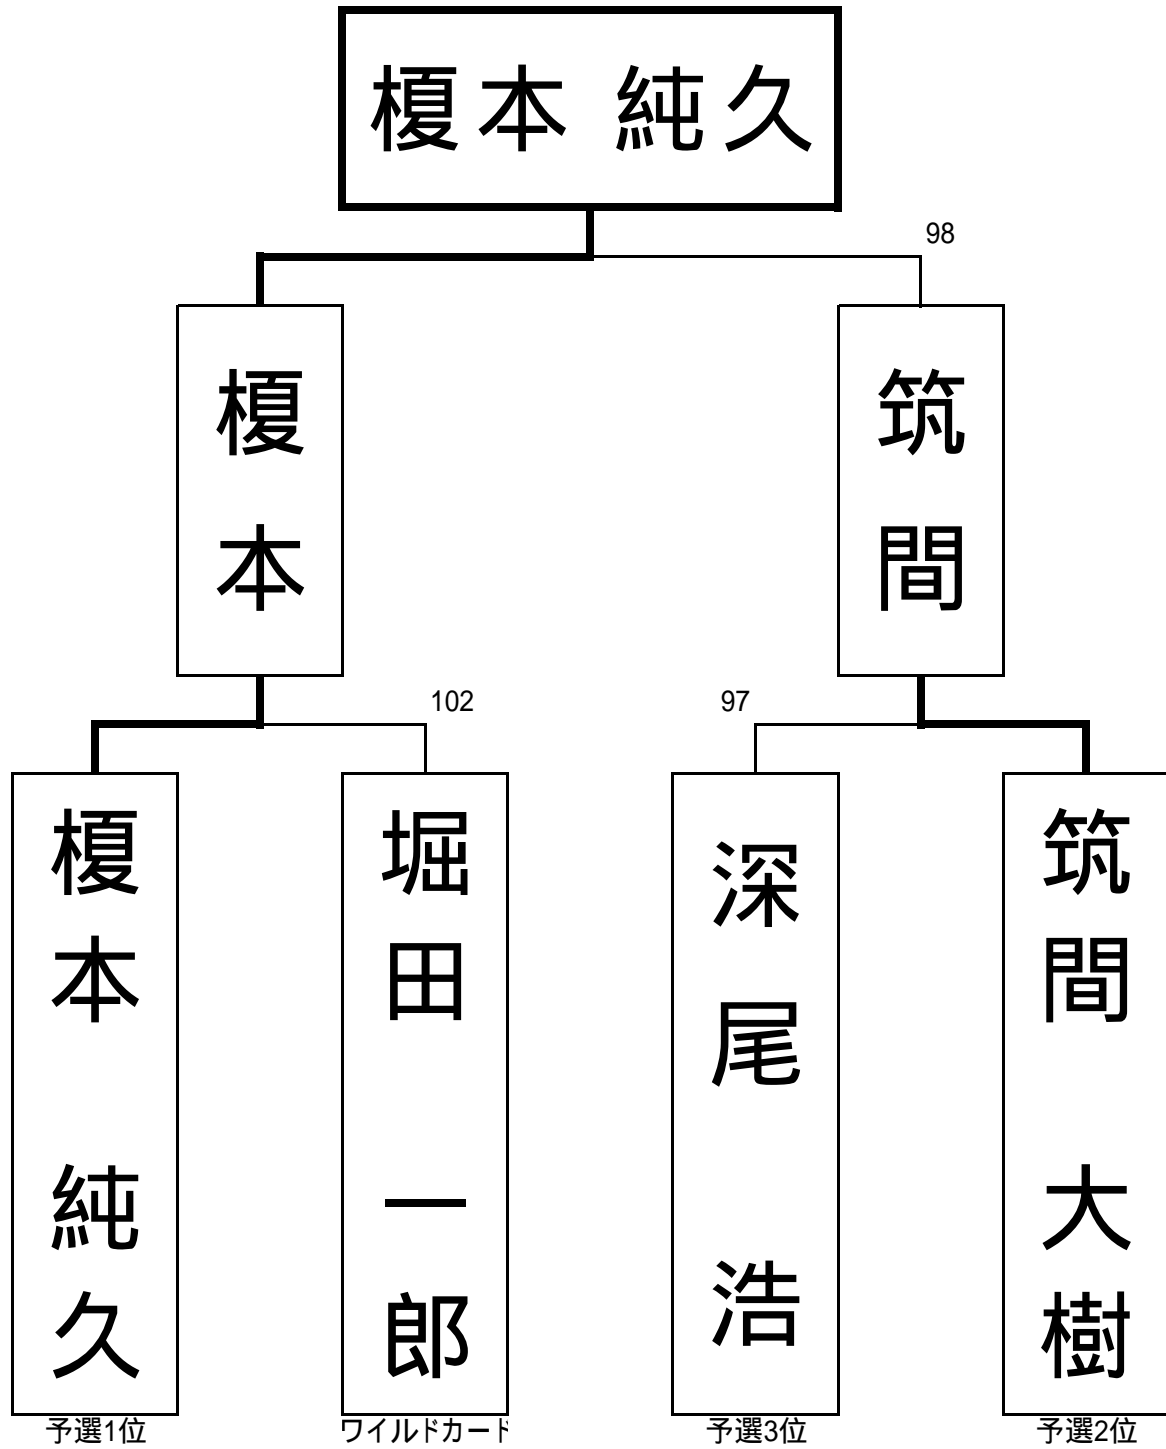 榎本 純久
98
榎本
筑間
102
97
榎本 純久
堀田 一郎
深尾 浩
筑間 大樹
予選1位
ワイルドカード
予選3位
予選2位